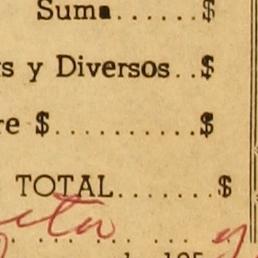 Suma......$
s y Diversos..$
re $..........$
TOTAL.......$